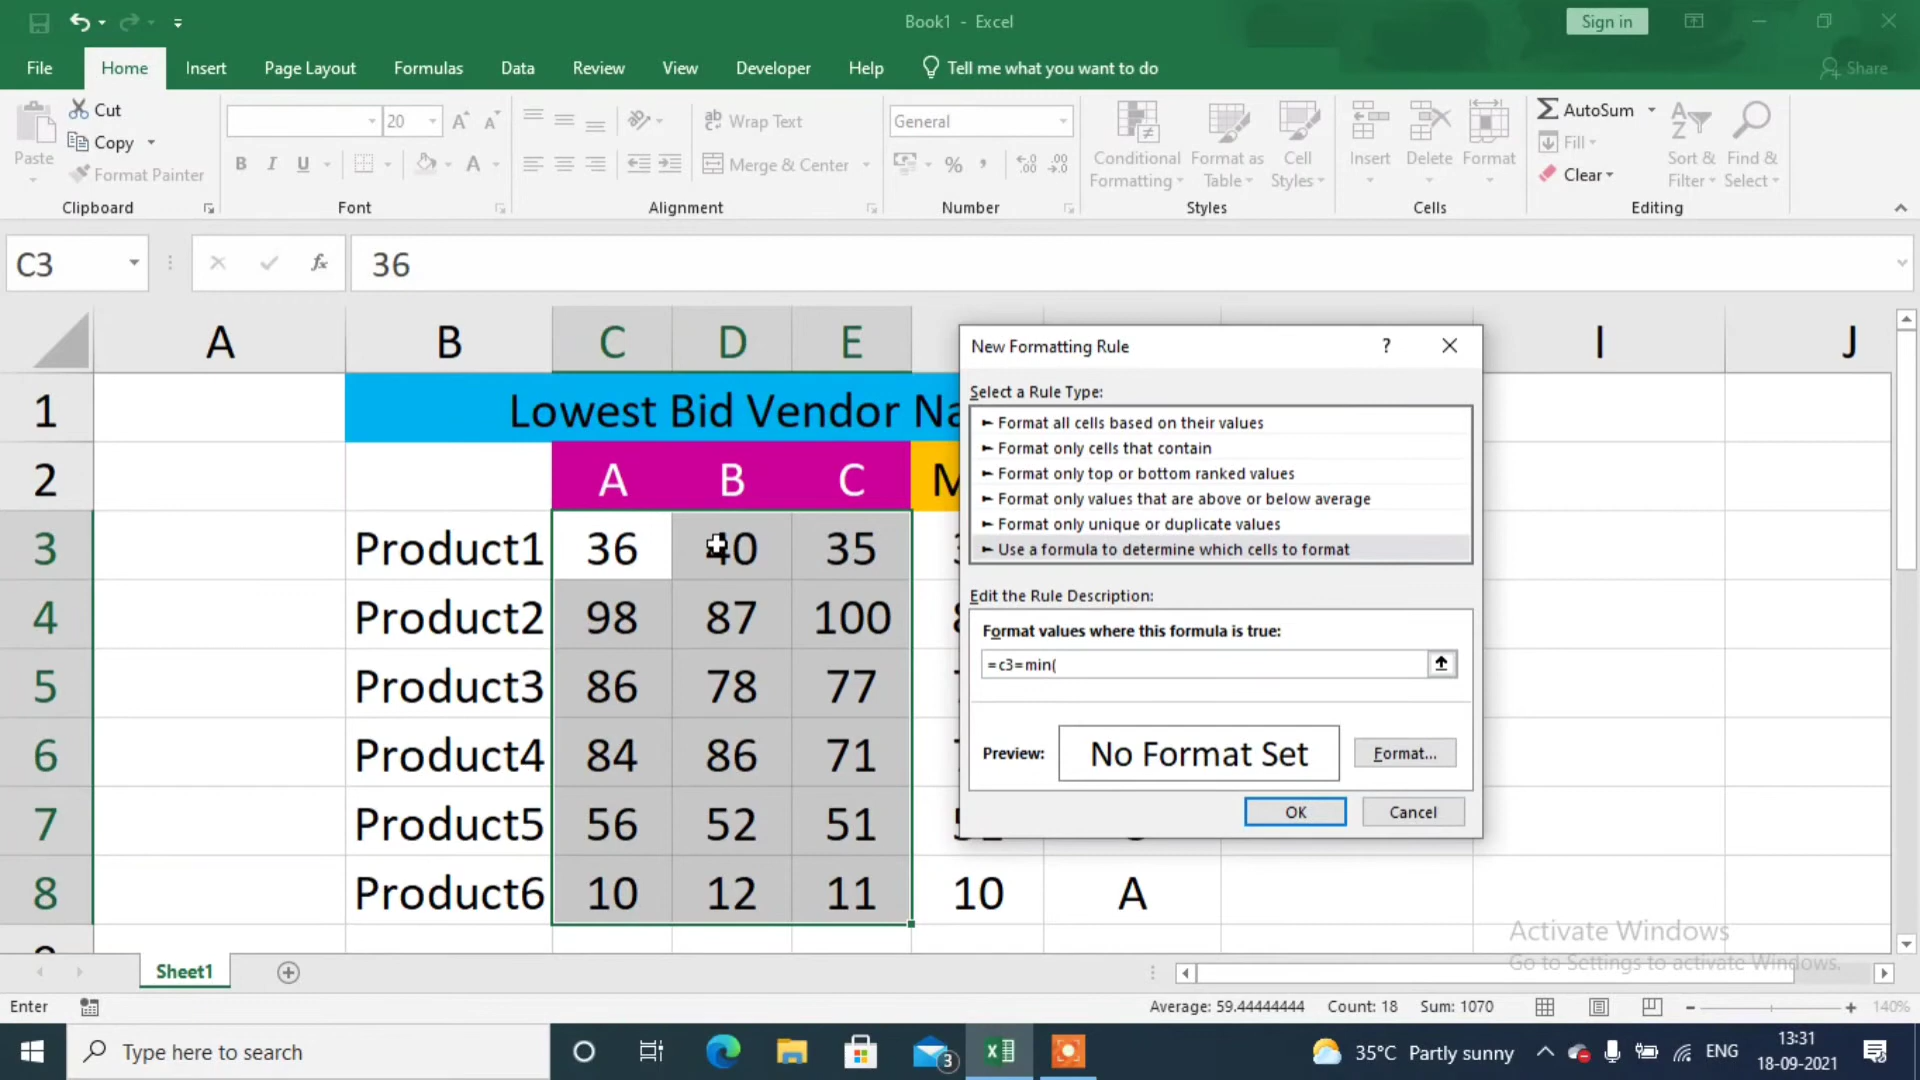 Book1 - Excel
Sign in
File
Home
Insert
Page Layout
Formulas
Data
Review
View
Developer
Help
Tell me what you want to do
Share
Paste
Cut
Copy
Format Painter
Clipboard
20
B I U
A
Font
Wrap Text
Merge & Center
Alignment
General
%
Number
Conditional
Formatting
Format as
Table
Cell
Styles
Styles
Insert
Delete
Format
Cells
AutoSum
Fill
Clear
Sort &
Filter
Find &
Select
Editing
C3
fx
36
A B C D E I J
1 Lowest Bid Vendor Na
2 A B C M
3 Product1 36 40 35
4 Product2 98 87 100
5 Product3 86 78 77
6 Product4 84 86 71
7 Product5 56 52 51
8 Product6 10 12 11 10 A
New Formatting Rule
?
Select a Rule Type:
► Format all cells based on their values
► Format only cells that contain
► Format only top or bottom ranked values
► Format only values that are above or below average
► Format only unique or duplicate values
► Use a formula to determine which cells to format
Edit the Rule Description:
Format values where this formula is true:
=c3=min(
Preview:
No Format Set
Format...
OK
Cancel
Activate Windows
Go to Settings to activate Windows.
Sheet1
Enter
Average: 59.44444444 Count: 18 Sum: 1070
140%
Type here to search
3
35°C Partly sunny
ENG
13:31
18-09-2021